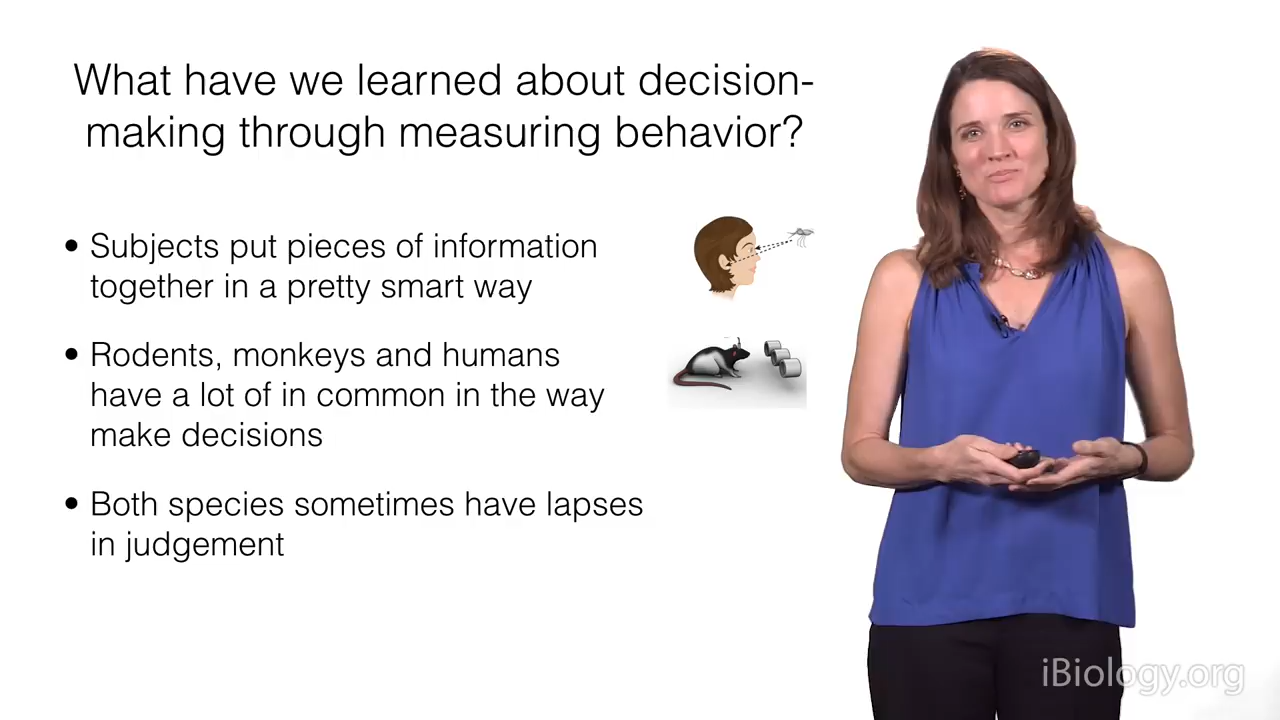 What have we learned about decision-
making through measuring behavior?
• Subjects put pieces of information
together in a pretty smart way
• Rodents, monkeys and humans
have a lot of in common in the way
make decisions
• Both species sometimes have lapses
in judgement
iBiology.org